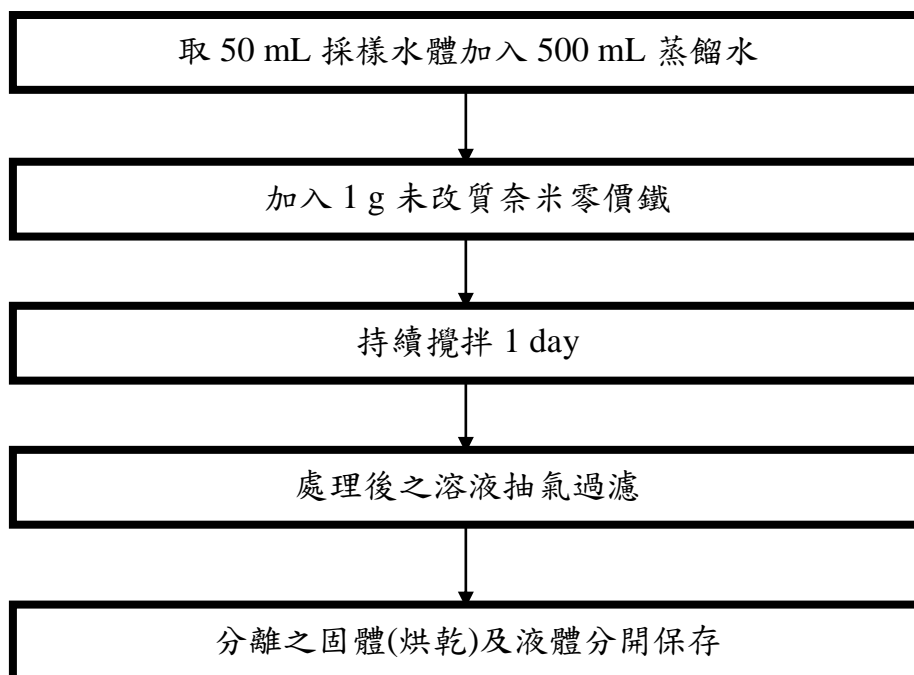 取 50 mL 採樣水體加入 500 mL 蒸餾水
加入 1 g 未改質奈米零價鐵
持續攪拌 1 day
處理後之溶液抽氣過濾
分離之固體(烘乾)及液體分開保存